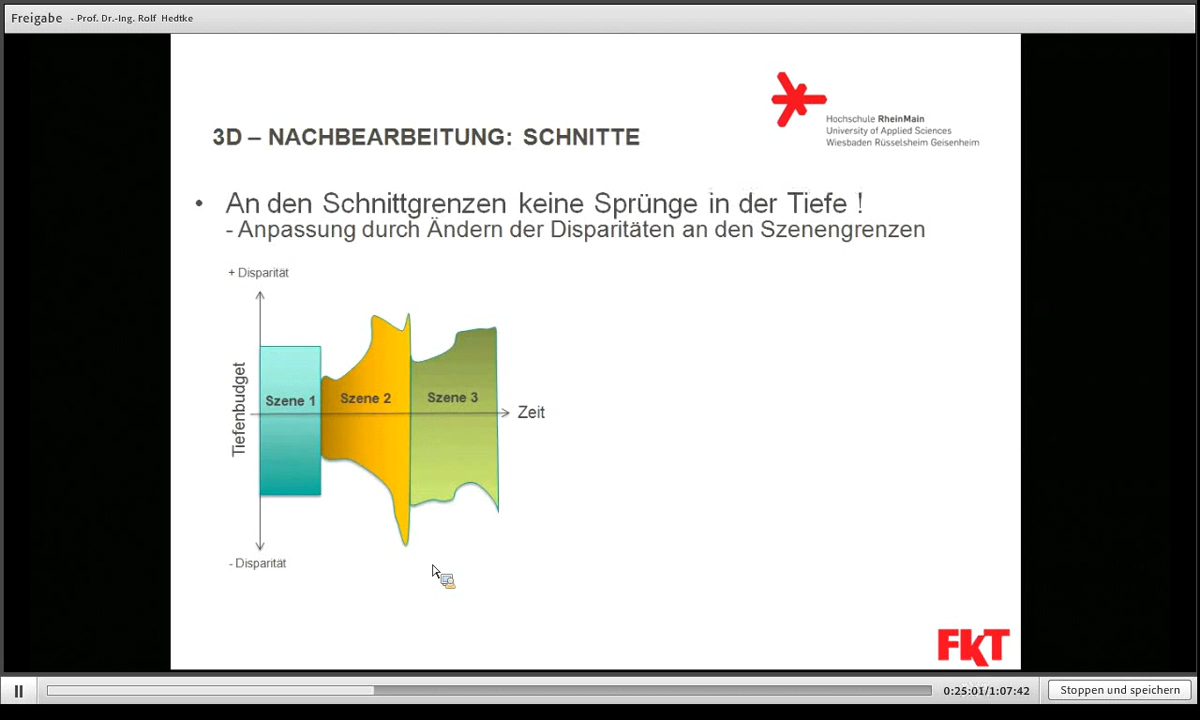 Freigabe - Prof. Dr.-Ing. Rolf Hedtke
Hochschule RheinMain
University of Applied Sciences
Wiesbaden Rüsselsheim Geisenheim
3D – NACHBEARBEITUNG: SCHNITTE
• An den Schnittgrenzen keine Sprünge in der Tiefe !
- Anpassung durch Ändern der Disparitäten an den Szenengrenzen
+ Disparität
Tiefenbudget
Szene 1
Szene 2
Szene 3
Zeit
- Disparität
FKT
0:25:01/1:07:42
Stoppen und speichern